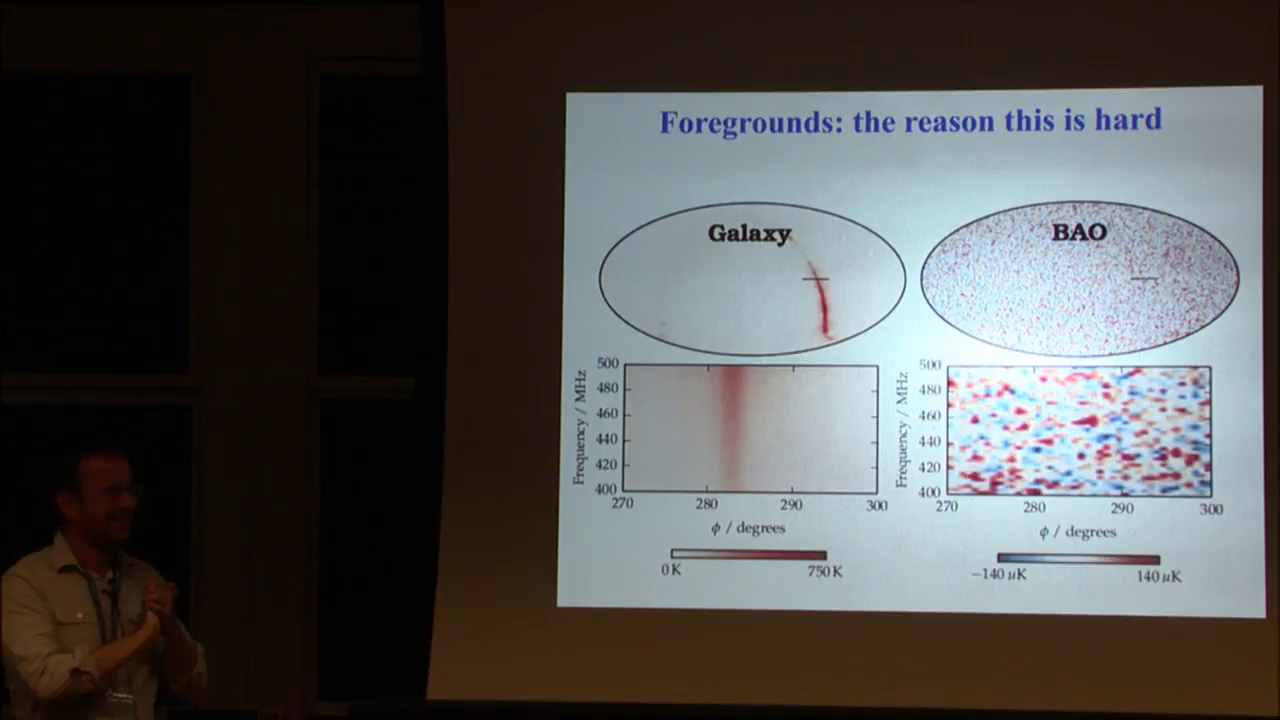 Foregrounds: the reason this is hard
Galaxy
BAO
500
480
460
440
420
400
Frequency / MHz
270
280
290
300
ϕ / degrees
0 K
750 K
500
480
460
440
420
400
Frequency / MHz
270
280
290
300
ϕ / degrees
−140 μK
140 μK